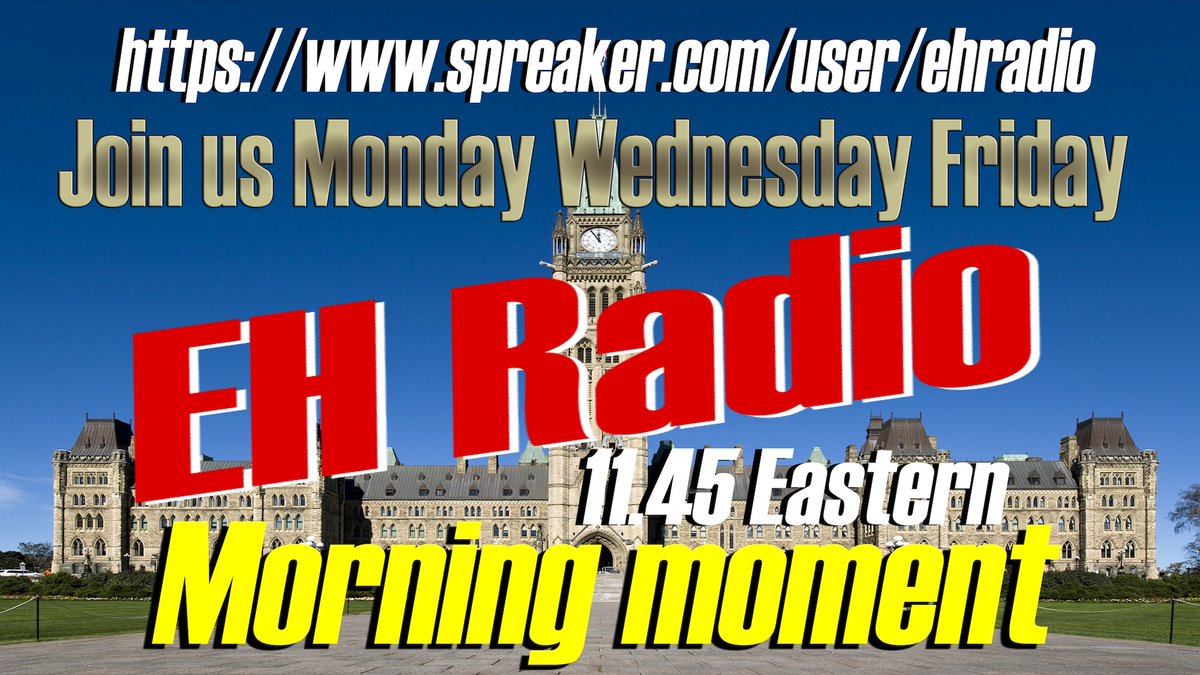 https://www.spreaker.com/user/ehradio
Join us Monday Wednesday Friday
EH Radio
11.45 Eastern
Morning moment